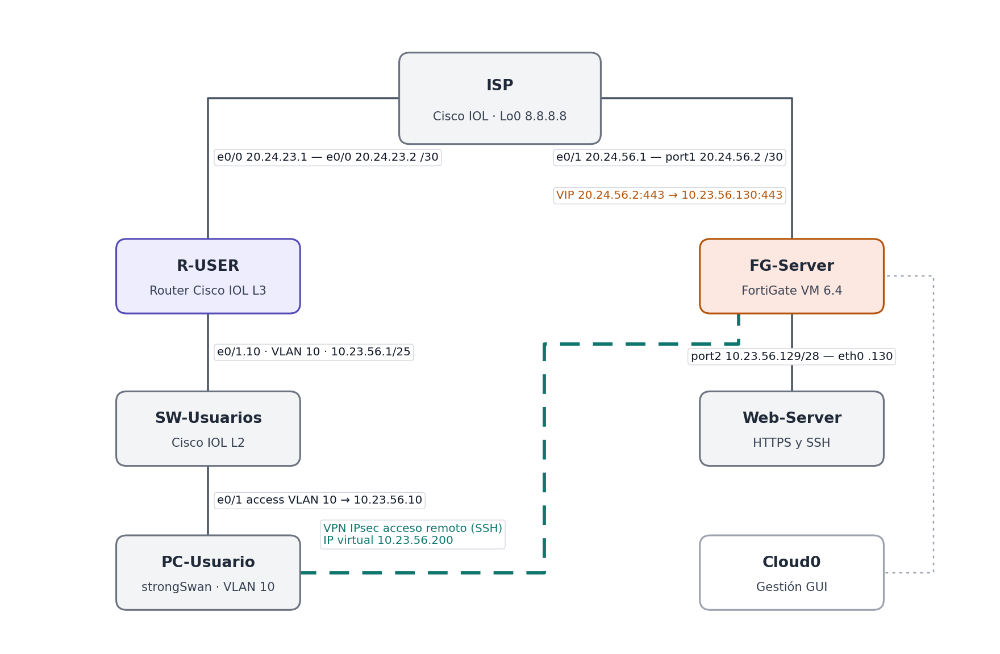 ISP
Cisco IOL · Lo0 8.8.8.8
e0/0 20.24.23.1 — e0/0 20.24.23.2 /30
e0/1 20.24.56.1 — port1 20.24.56.2 /30
VIP 20.24.56.2:443 → 10.23.56.130:443
R-USER
Router Cisco IOL L3
FG-Server
FortiGate VM 6.4
e0/1.10 · VLAN 10 · 10.23.56.1/25
port2 10.23.56.129/28 — eth0 .130
SW-Usuarios
Cisco IOL L2
Web-Server
HTTPS y SSH
e0/1 access VLAN 10 → 10.23.56.10
VPN IPsec acceso remoto (SSH)
IP virtual 10.23.56.200
PC-Usuario
strongSwan · VLAN 10
Cloud0
Gestión GUI